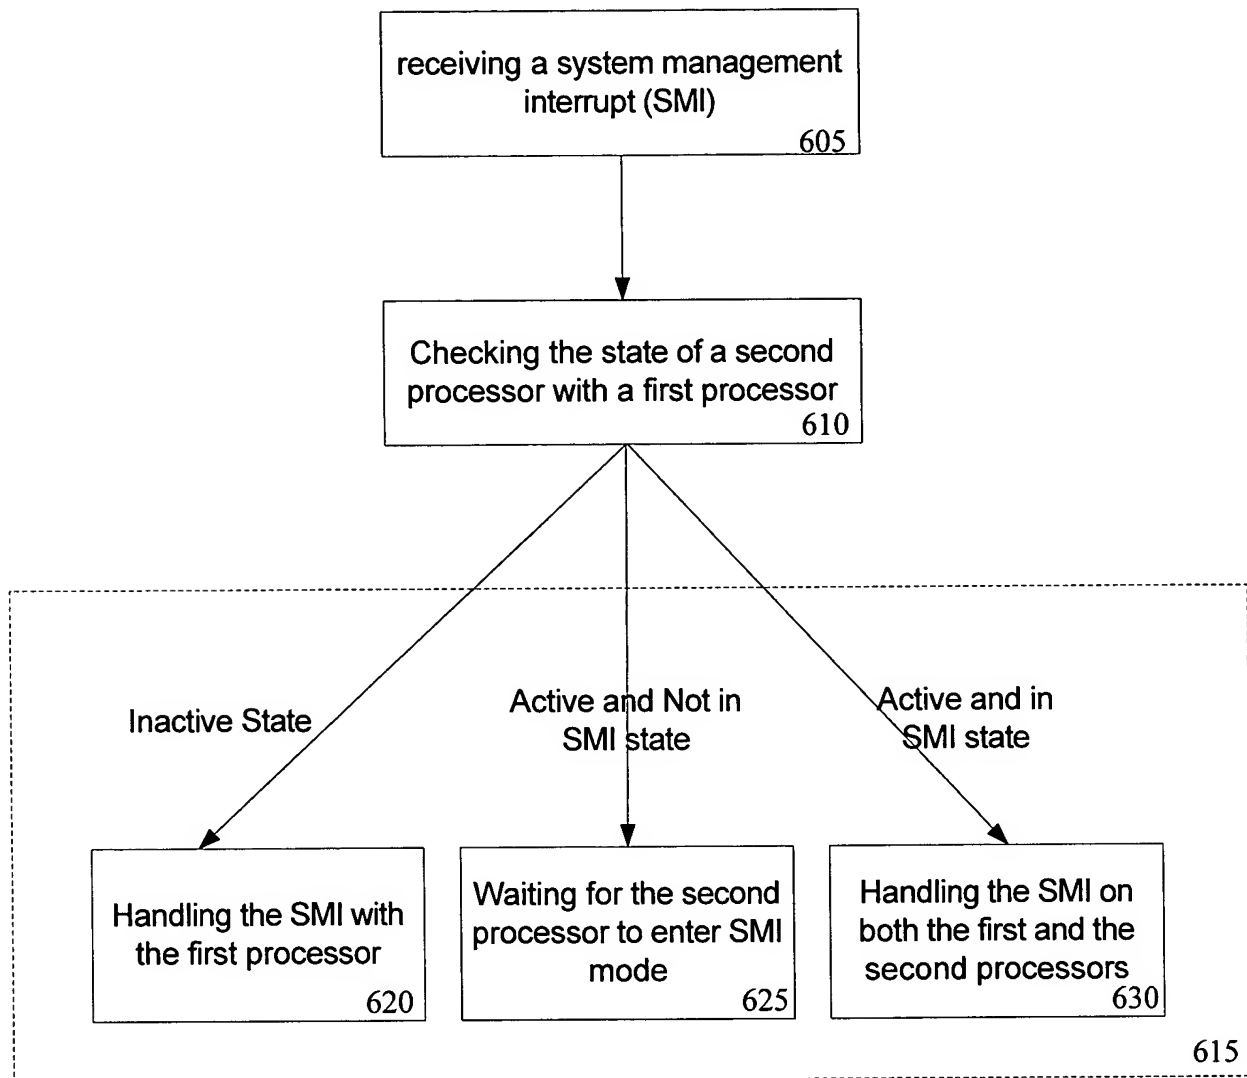 receiving a system management
interrupt (SMI)
605
Checking the state of a second
processor with a first processor
610
Inactive State
Active and Not in
SMI state
Active and in
SMI state
Handling the SMI with
the first processor
620
Waiting for the second
processor to enter SMI
mode
625
Handling the SMI on
both the first and the
second processors
630
615